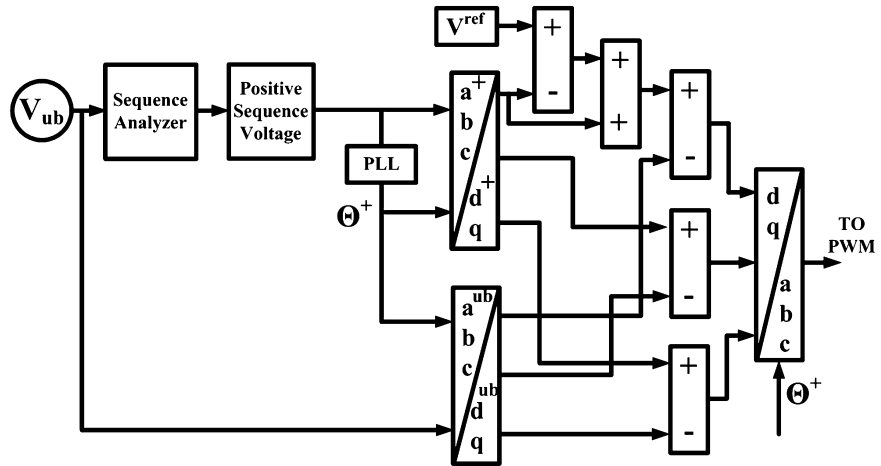 V^ref
+
-
+
+
+
-
V_ub
Sequence
Analyzer
Positive
Sequence
Voltage
PLL
Θ^+
a^+
b
c
d^+
q
+
-
d
q
a
b
c
TO
PWM
a^ub
b
c
d^ub
q
+
-
Θ^+